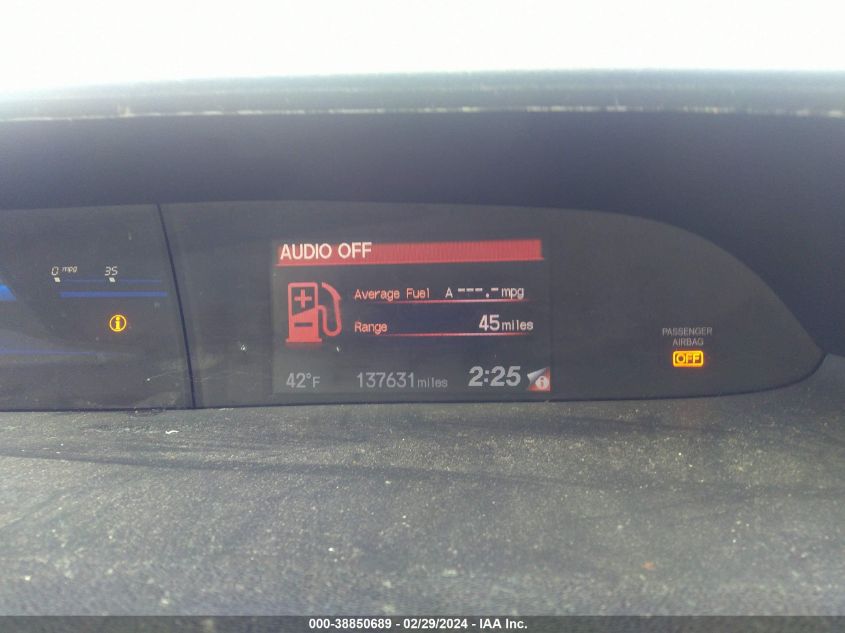 AUDIO OFF
0 mpg 35
Average Fuel A ---.- mpg
Range 45 miles
PASSENGER
AIRBAG
OFF
42°F 137631 miles 2:25
000-38850689 - 02/29/2024 - IAA Inc.